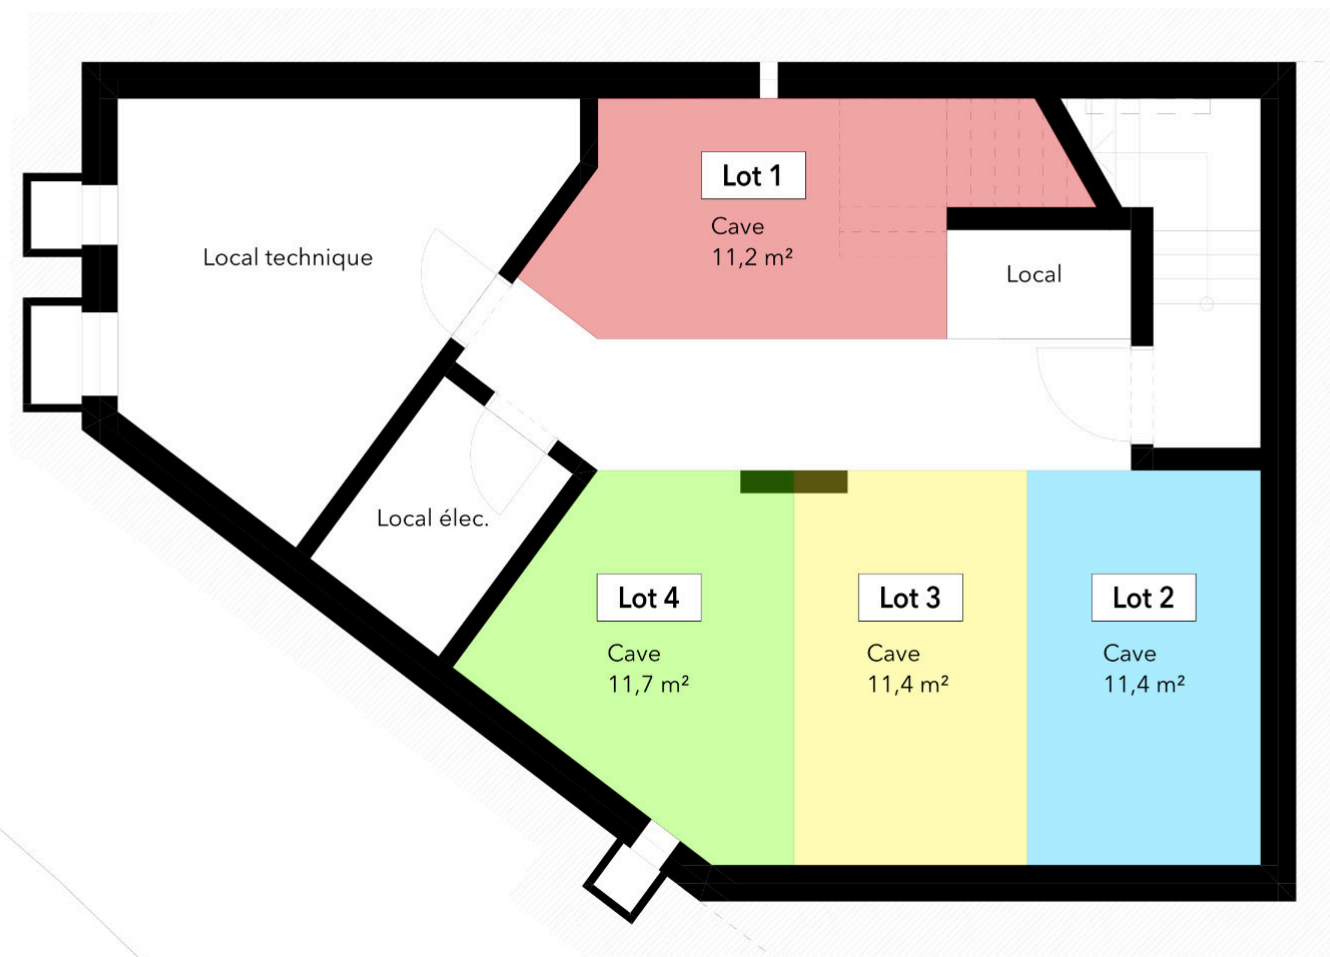 Lot 1
Cave
11,2 m²
Local technique
Local
Local élec.
Lot 4
Cave
11,7 m²
Lot 3
Cave
11,4 m²
Lot 2
Cave
11,4 m²